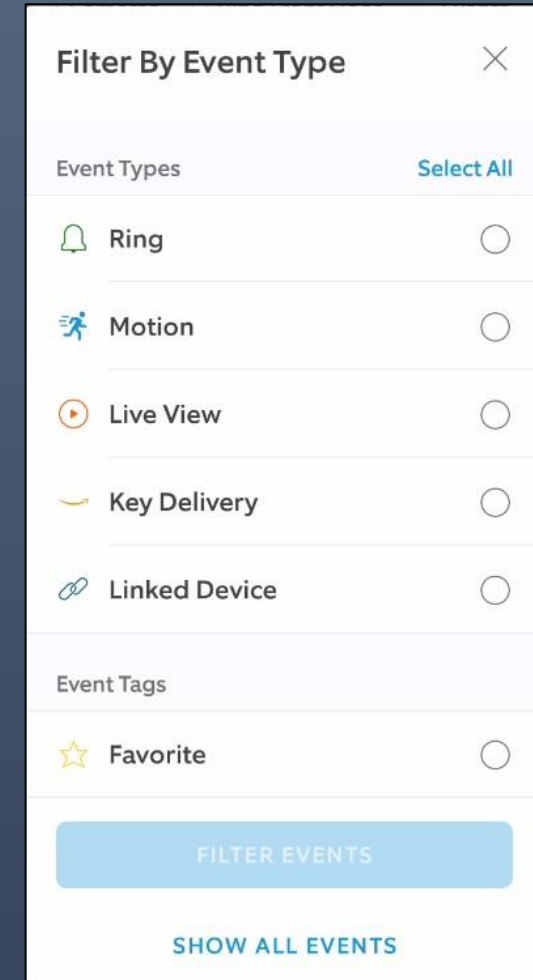 Filter By Event Type
Event Types Select All
Ring
Motion
Live View
Key Delivery
Linked Device
Event Tags
Favorite
FILTER EVENTS
SHOW ALL EVENTS